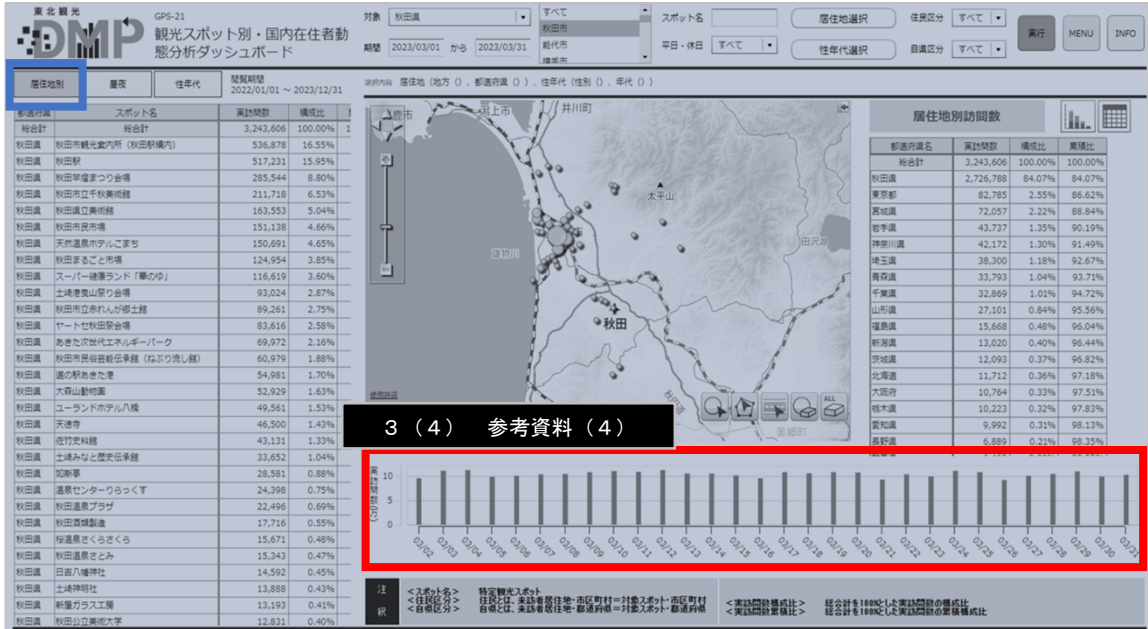 東北観光
DMP
GPS-21
観光スポット別・国内在住者動
態分析ダッシュボード
対象 秋田県
すべて
秋田市
能代市
横手市
期間 2023/03/01 から 2023/03/31
スポット名
平日・休日 すべて
居住地選択
性年代選択
住民区分 すべて
自県区分 すべて
実行
MENU
INFO
居住地別
昼夜
性年代
閲覧期間
2022/01/01 ～ 2023/12/31
選択内容 居住地（地方（）、都道府県（））、性年代（性別（）、年代（））
都道府県 スポット名 実訪問数 構成比
総合計 総合計 3,243,606 100.00% 1
秋田県 秋田市観光案内所（秋田駅構内） 536,878 16.55%
秋田県 秋田駅 517,231 15.95%
秋田県 秋田竿燈まつり会場 285,544 8.80%
秋田県 秋田市立千秋美術館 211,718 6.53%
秋田県 秋田県立美術館 163,553 5.04%
秋田県 秋田市民市場 151,138 4.66%
秋田県 天然温泉ホテルこまち 150,691 4.65%
秋田県 秋田まるごと市場 124,954 3.85%
秋田県 スーパー健康ランド「華のゆ」 116,619 3.60%
秋田県 土崎港曳山祭り会場 93,024 2.87%
秋田県 秋田市立赤れんが郷土館 89,261 2.75%
秋田県 ヤートセ秋田祭会場 83,616 2.58%
秋田県 あきた次世代エネルギーパーク 69,972 2.16%
秋田県 秋田市民俗芸能伝承館（ねぶり流し館） 60,979 1.88%
秋田県 道の駅あきた港 54,981 1.70%
秋田県 大森山動物園 52,929 1.63%
秋田県 ユーランドホテル八橋 49,561 1.53%
秋田県 天徳寺 46,500 1.43%
秋田県 佐竹史料館 43,131 1.33%
秋田県 土崎みなと歴史伝承館 33,652 1.04%
秋田県 如斯亭 28,581 0.88%
秋田県 温泉センターりらっくす 24,398 0.75%
秋田県 秋田温泉プラザ 22,496 0.69%
秋田県 秋田酒類製造 17,716 0.55%
秋田県 桜温泉さくらさくら 15,671 0.48%
秋田県 秋田温泉さとみ 15,343 0.47%
秋田県 日吉八幡神社 14,592 0.45%
秋田県 土崎神明社 13,888 0.43%
秋田県 新屋ガラス工房 13,193 0.41%
秋田県 秋田公立美術大学 12,831 0.40%
鹿市
潟上市
井川町
太平山
田沢湖
雄物川
秋田
美郷町
使用許諾
ALL
居住地別訪問数
都道府県名 実訪問数 構成比 累積比
総合計 3,243,606 100.00% 100.00%
秋田県 2,726,788 84.07% 84.07%
東京都 82,785 2.55% 86.62%
宮城県 72,057 2.22% 88.84%
岩手県 43,737 1.35% 90.19%
神奈川県 42,172 1.30% 91.49%
埼玉県 38,300 1.18% 92.67%
青森県 33,793 1.04% 93.71%
千葉県 32,869 1.01% 94.72%
山形県 27,101 0.84% 95.56%
福島県 15,668 0.48% 96.04%
新潟県 13,020 0.40% 96.44%
茨城県 12,093 0.37% 96.82%
北海道 11,712 0.36% 97.18%
大阪府 10,764 0.33% 97.51%
栃木県 10,223 0.32% 97.83%
愛知県 9,992 0.31% 98.13%
長野県 6,889 0.21% 98.35%
３（４） 参考資料（４）
実訪問数(万)
10
5
0
03/02 03/03 03/04 03/05 03/06 03/07 03/08 03/09 03/10 03/11 03/12 03/13 03/14 03/15 03/16 03/17 03/18 03/19 03/20 03/21 03/22 03/23 03/24 03/25 03/26 03/27 03/28 03/29 03/30 03/31
注釈
＜スポット名＞ 特定観光スポット
＜住民区分＞ 住民とは、来訪者居住地・市区町村＝対象スポット・市区町村
＜自県区分＞ 自県とは、来訪者居住地・都道府県＝対象スポット・都道府県
＜実訪問数構成比＞ 総合計を100%とした実訪問数の構成比
＜実訪問数累積比＞ 総合計を100%とした実訪問数の累積構成比